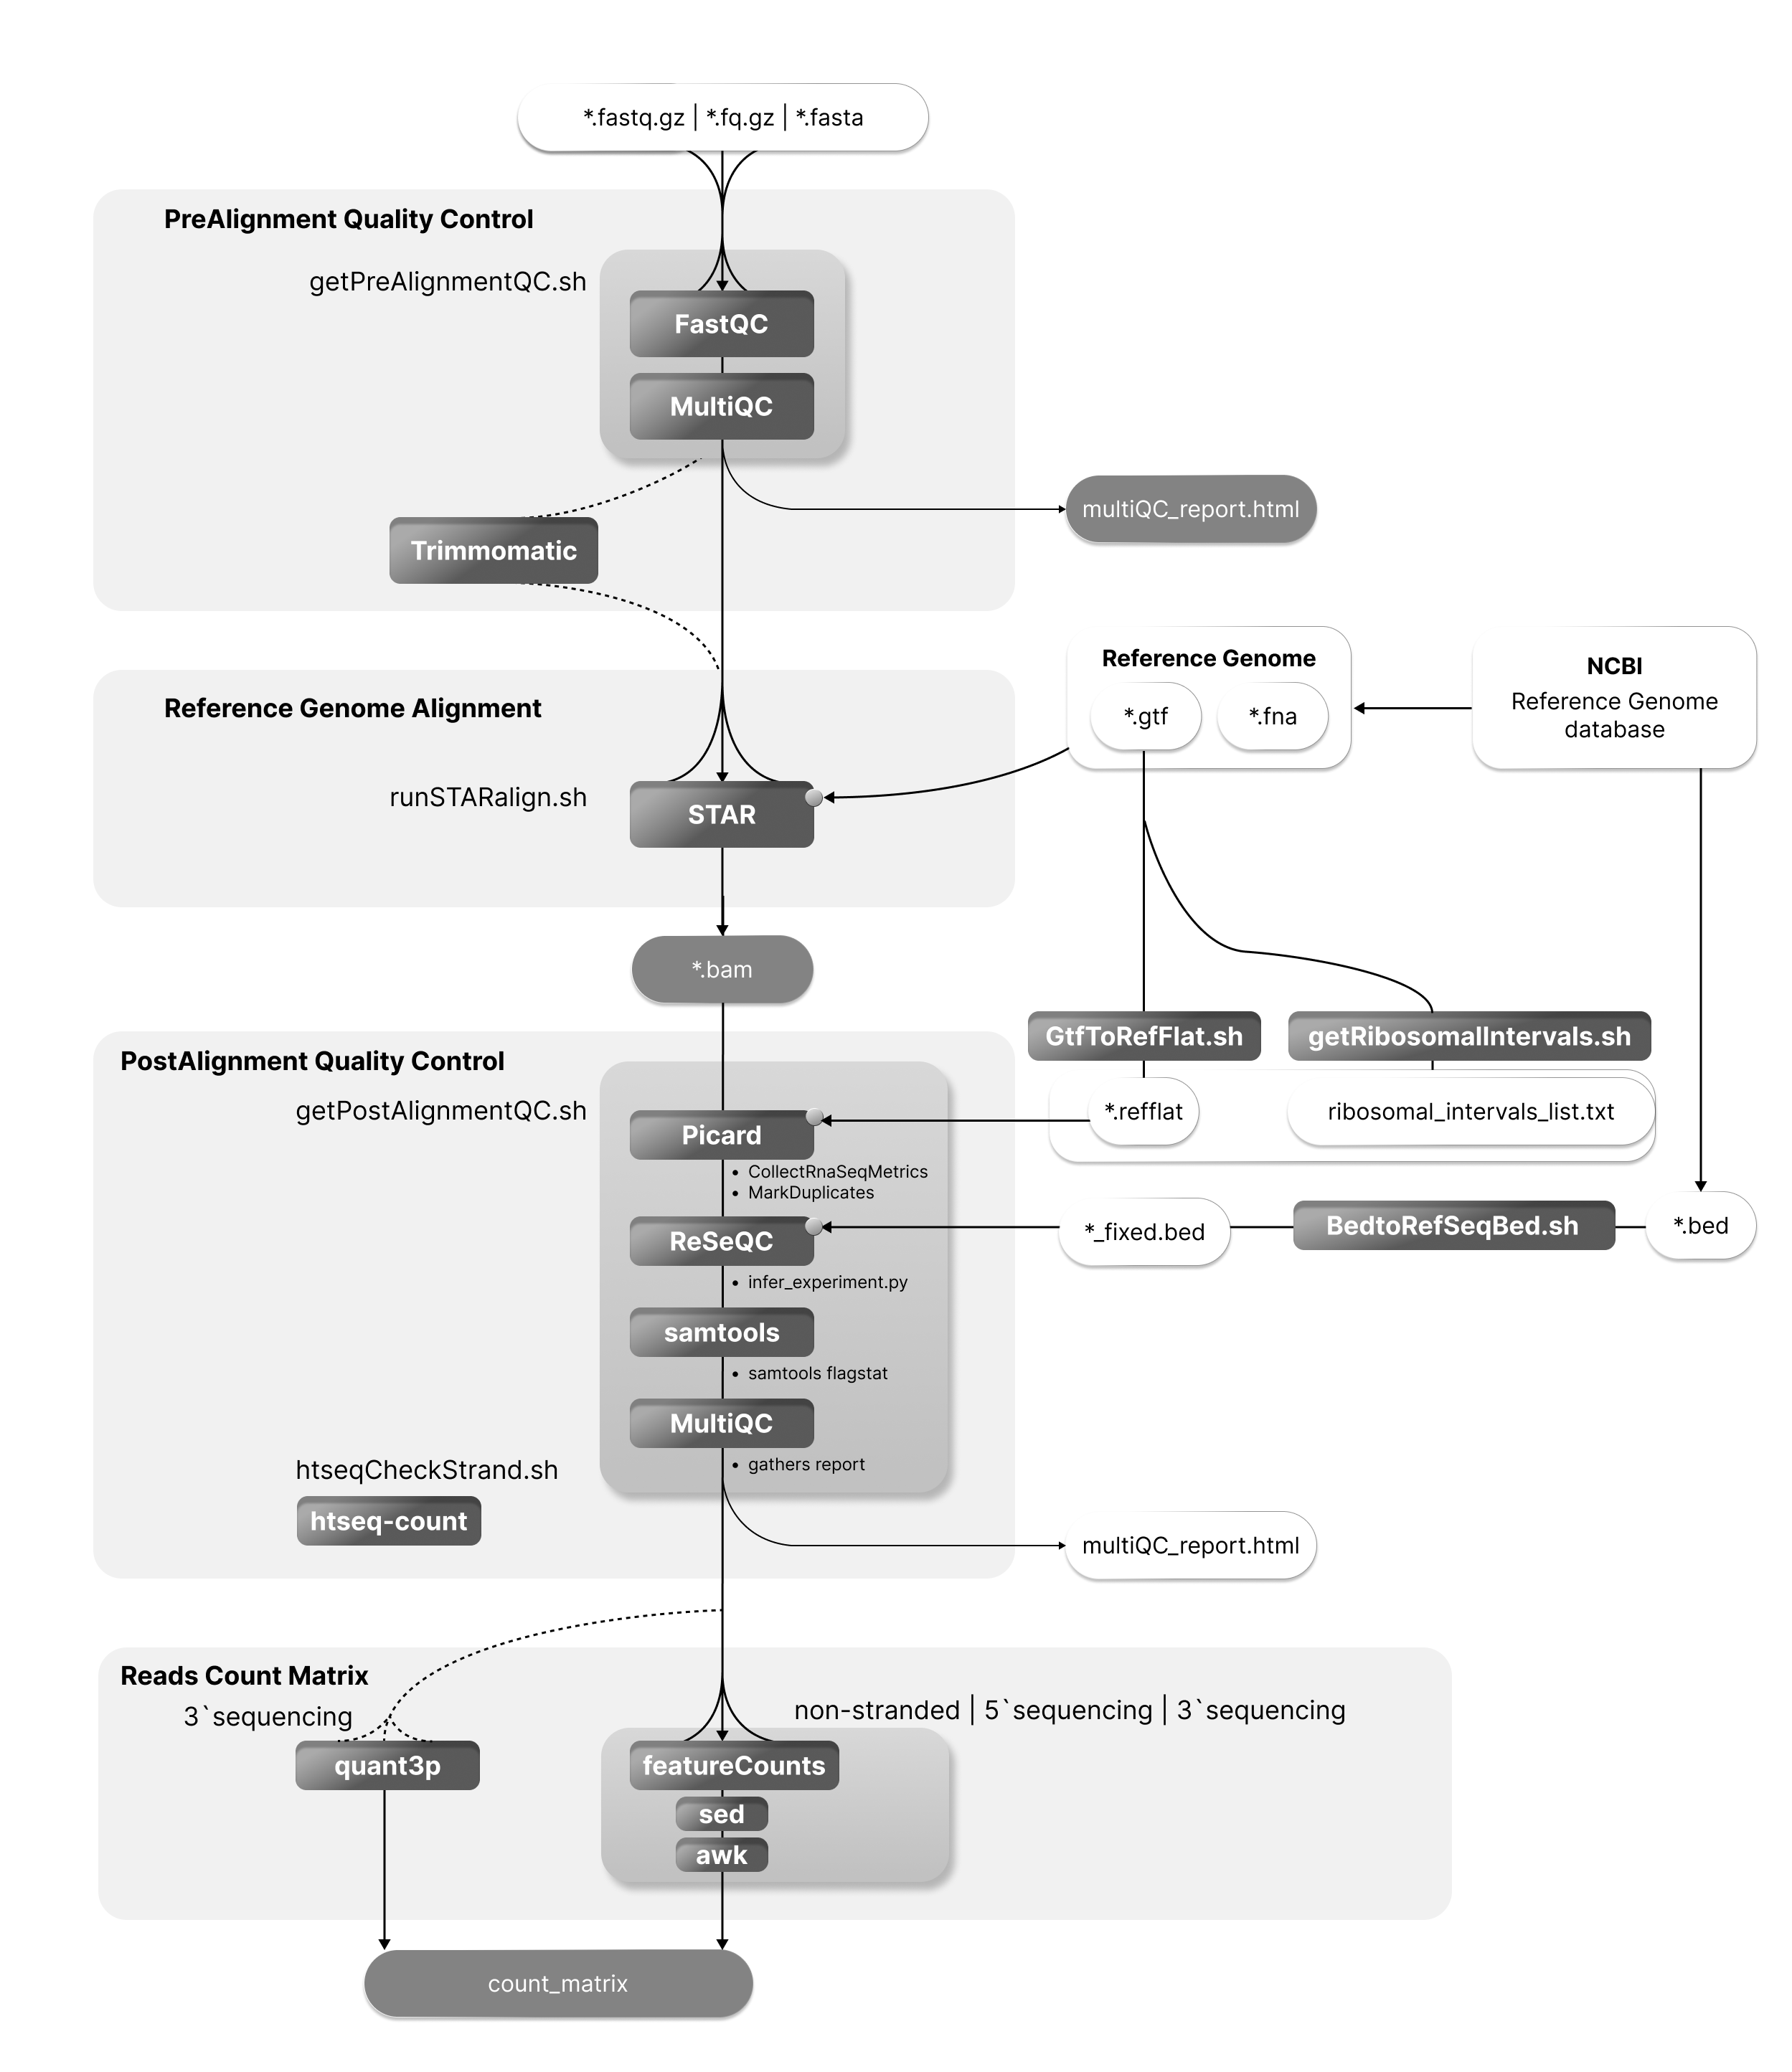 *.fastq.gz | *.fq.gz | *.fasta
PreAlignment Quality Control
getPreAlignmentQC.sh
FastQC
MultiQC
multiQC_report.html
Trimmomatic
Reference Genome
*.gtf
*.fna
NCBI
Reference Genome
database
Reference Genome Alignment
runSTARalign.sh
STAR
*.bam
GtfToRefFlat.sh
getRibosomalIntervals.sh
PostAlignment Quality Control
getPostAlignmentQC.sh
*.refflat
ribosomal_intervals_list.txt
Picard
• CollectRnaSeqMetrics
• MarkDuplicates
*_fixed.bed
BedtoRefSeqBed.sh
*.bed
ReSeQC
• infer_experiment.py
samtools
• samtools flagstat
MultiQC
• gathers report
htseqCheckStrand.sh
htseq-count
multiQC_report.html
Reads Count Matrix
3`sequencing
non-stranded | 5`sequencing | 3`sequencing
quant3p
featureCounts
sed
awk
count_matrix